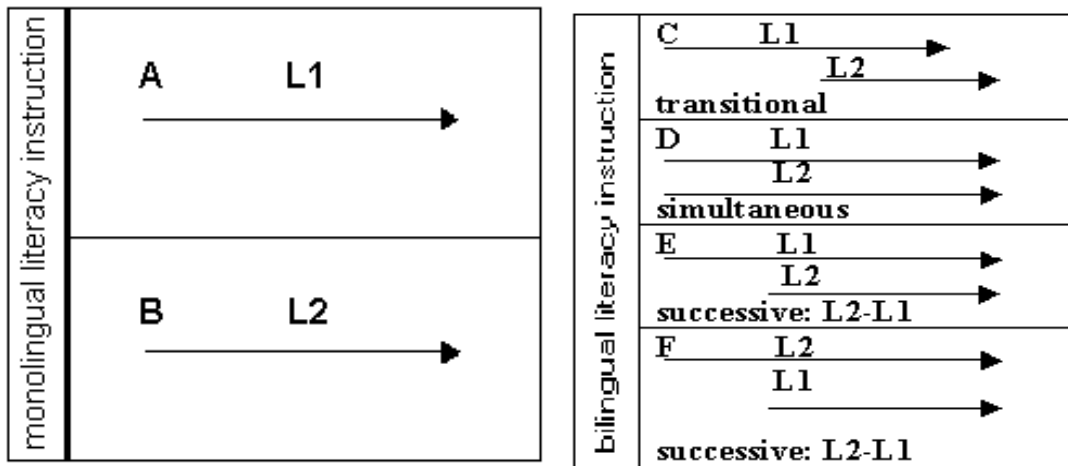 monolingual literacy instruction
A L1
B L2
bilingual literacy instruction
C L1
L2
transitional
D L1
L2
simultaneous
E L1
L2
successive: L2-L1
F L2
L1
successive: L2-L1